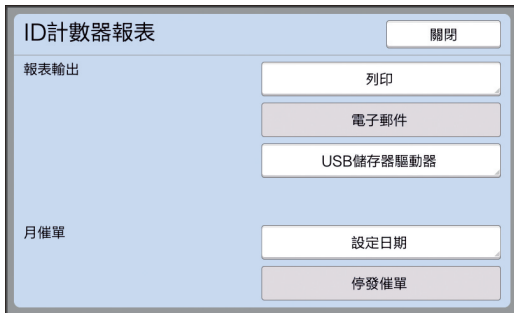 ID計數器報表
關閉
報表輸出
列印
電子郵件
USB儲存器驅動器
月催單
設定日期
停發催單